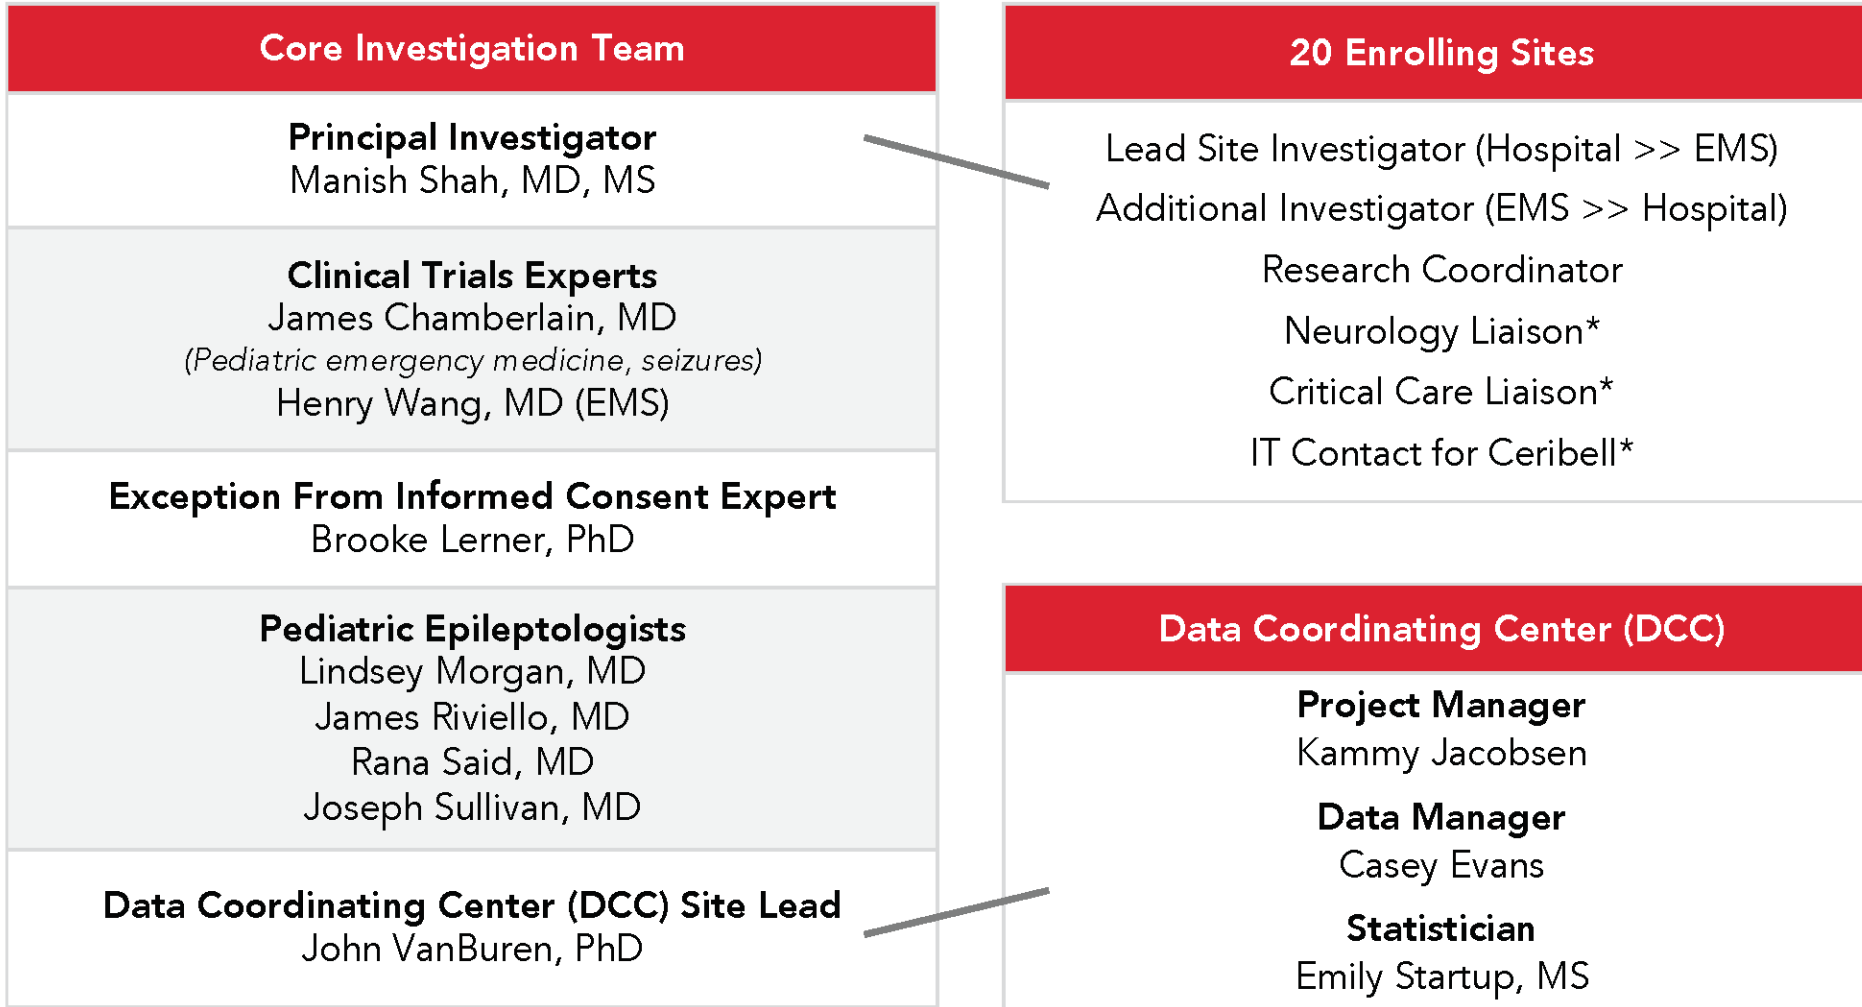 Core Investigation Team
Principal Investigator
Manish Shah, MD, MS
Clinical Trials Experts
James Chamberlain, MD
(Pediatric emergency medicine, seizures)
Henry Wang, MD (EMS)
Exception From Informed Consent Expert
Brooke Lerner, PhD
Pediatric Epileptologists
Lindsey Morgan, MD
James Riviello, MD
Rana Said, MD
Joseph Sullivan, MD
Data Coordinating Center (DCC) Site Lead
John VanBuren, PhD
20 Enrolling Sites
Lead Site Investigator (Hospital >> EMS)
Additional Investigator (EMS >> Hospital)
Research Coordinator
Neurology Liaison*
Critical Care Liaison*
IT Contact for Ceribell*
Data Coordinating Center (DCC)
Project Manager
Kammy Jacobsen
Data Manager
Casey Evans
Statistician
Emily Startup, MS